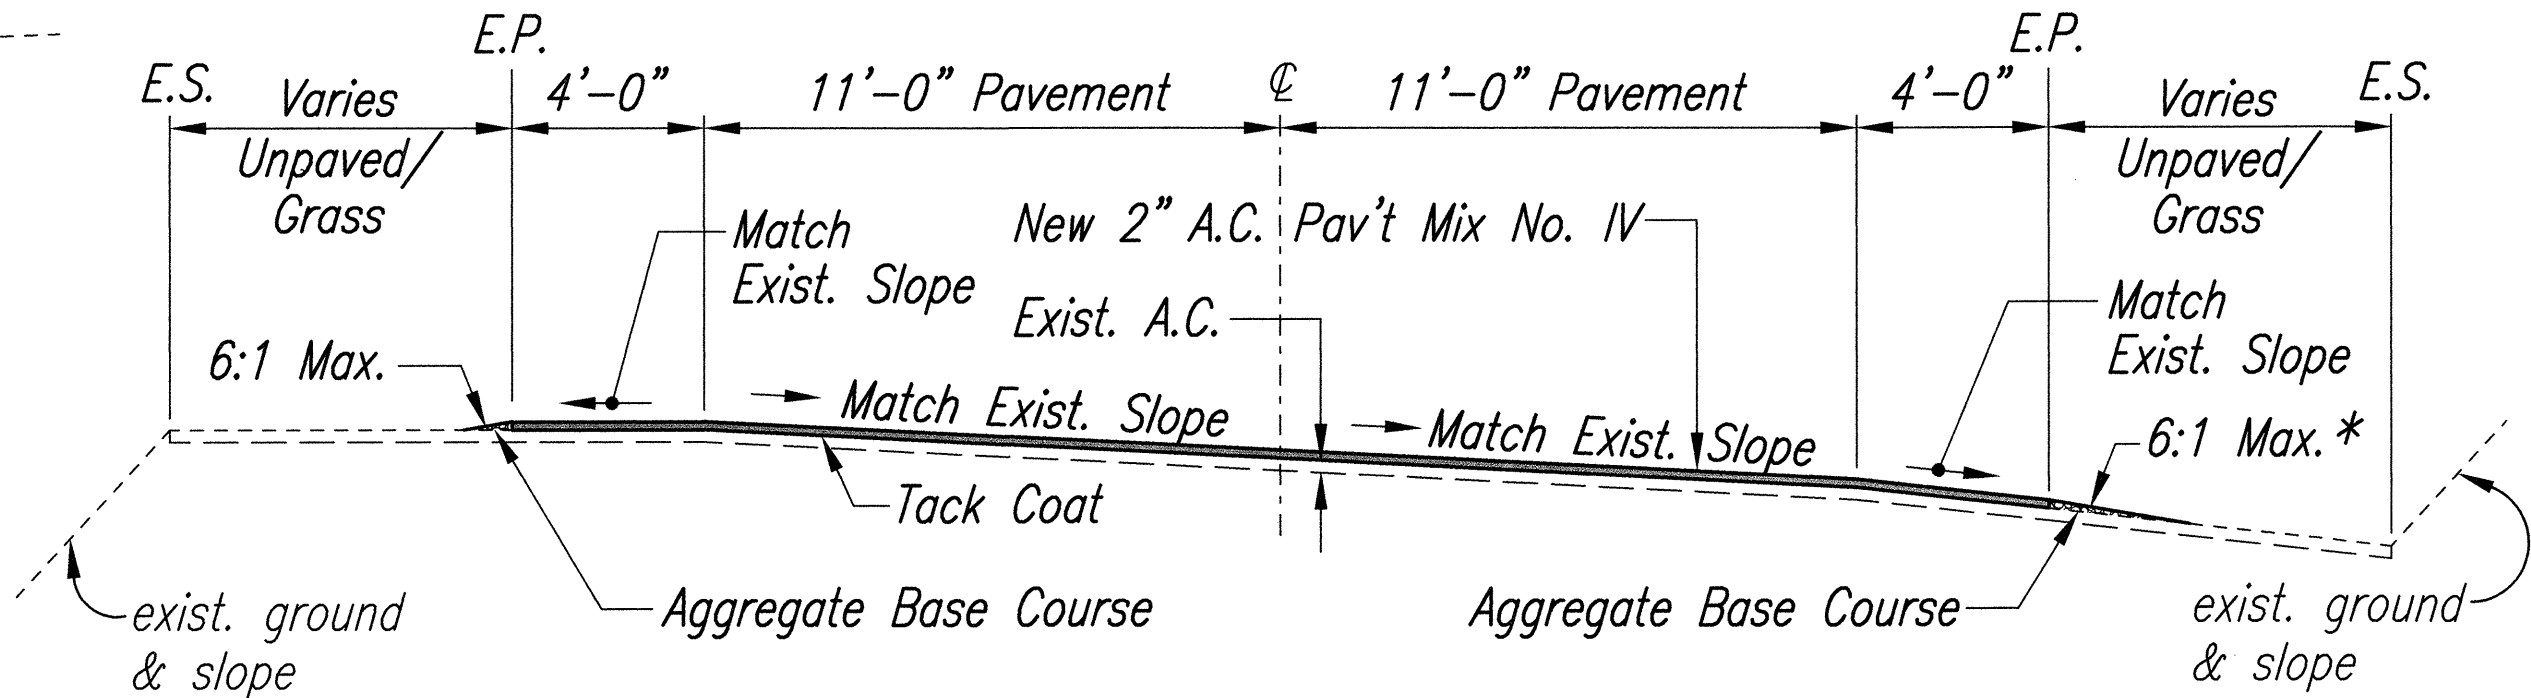 E.S.
Varies
Unpaved/
Grass
E.P.
4'-0"
11'-0" Pavement
℄
11'-0" Pavement
4'-0"
E.P.
Varies
Unpaved/
Grass
E.S.
Match
Exist. Slope
New 2" A.C. Pav't Mix No. IV
Exist. A.C.
Match
Exist. Slope
6:1 Max.
Match Exist. Slope
Match Exist. Slope
6:1 Max.*
Tack Coat
exist. ground
& slope
Aggregate Base Course
Aggregate Base Course
exist. ground
& slope